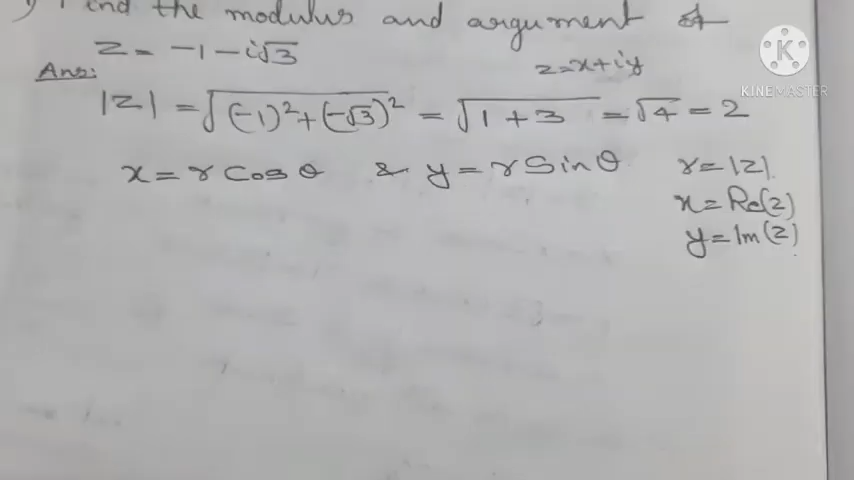 find the modulus and argument of
z = -1 - i√3
z=x+iy
Ans:
|z| = √(-1)²+(-√3)² = √1+3 = √4 = 2
x = r cos θ & y = r sin θ
r = |z|.
x = Re(z)
y = Im(z)
KINEMASTER